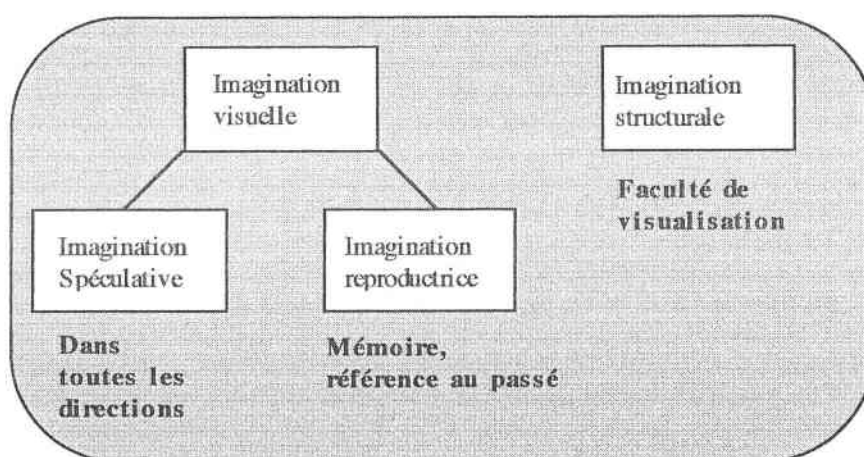 Imagination
visuelle
Imagination
structurale
Faculté de
visualisation
Imagination
Spéculative
Imagination
reproductrice
Dans
toutes les
directions
Mémoire,
référence au passé